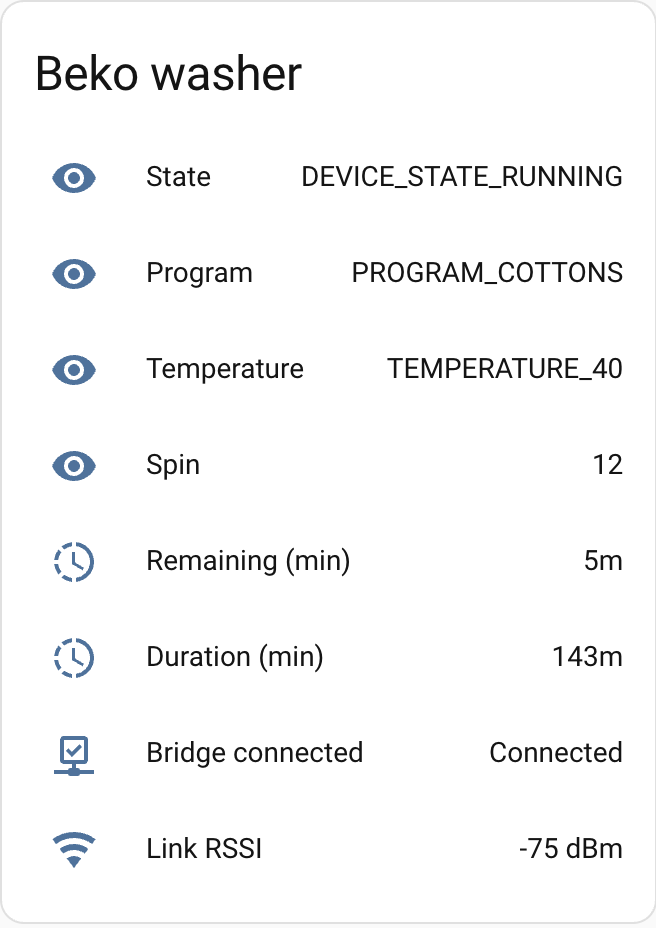 Beko washer
State DEVICE_STATE_RUNNING
Program PROGRAM_COTTONS
Temperature TEMPERATURE_40
Spin 12
Remaining (min) 5m
Duration (min) 143m
Bridge connected Connected
Link RSSI -75 dBm